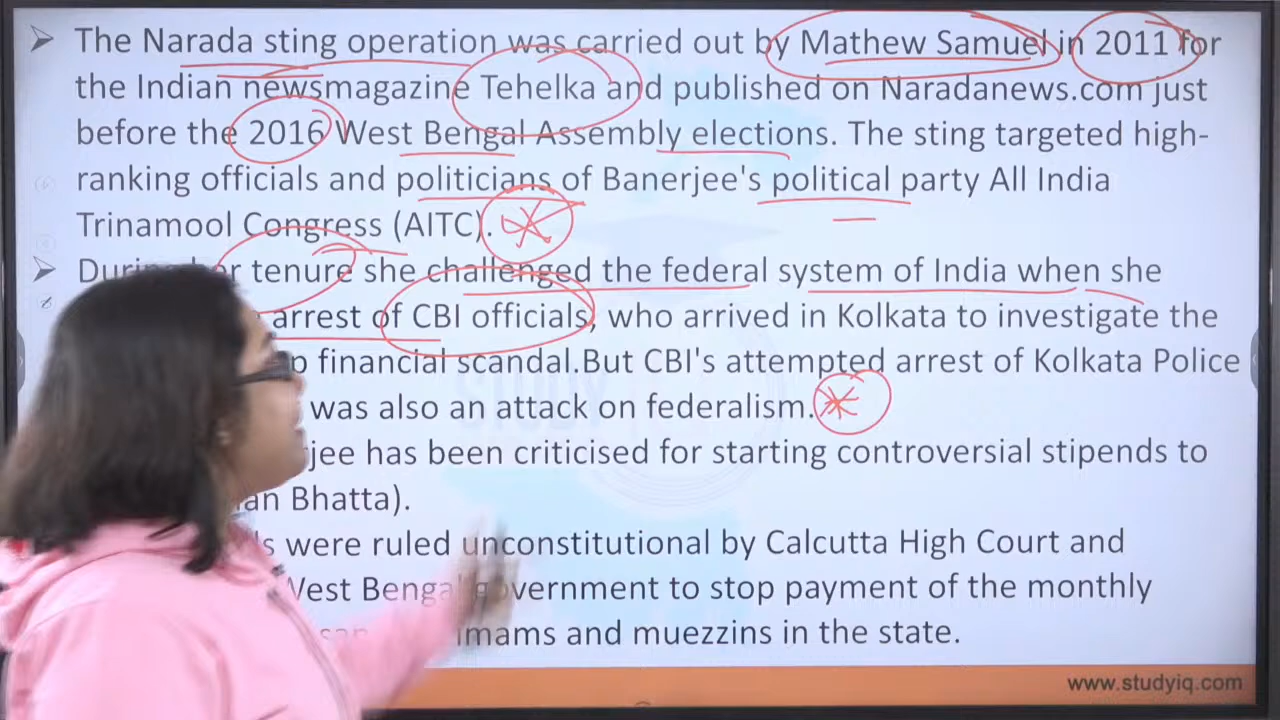 The Narada sting operation was carried out by Mathew Samuel in 2011 for
the Indian newsmagazine Tehelka and published on Naradanews.com just
before the 2016 West Bengal Assembly elections. The sting targeted high-
ranking officials and politicians of Banerjee's political party All India
Trinamool Congress (AITC).
tenure she challenged the federal system of India when she
arrest of CBI officials, who arrived in Kolkata to investigate the
financial scandal.But CBI's attempted arrest of Kolkata Police
was also an attack on federalism.
has been criticised for starting controversial stipends to
Bhatta).
were ruled unconstitutional by Calcutta High Court and
West Bengal government to stop payment of the monthly
imams and muezzins in the state.
STUDY
www.studyiq.com